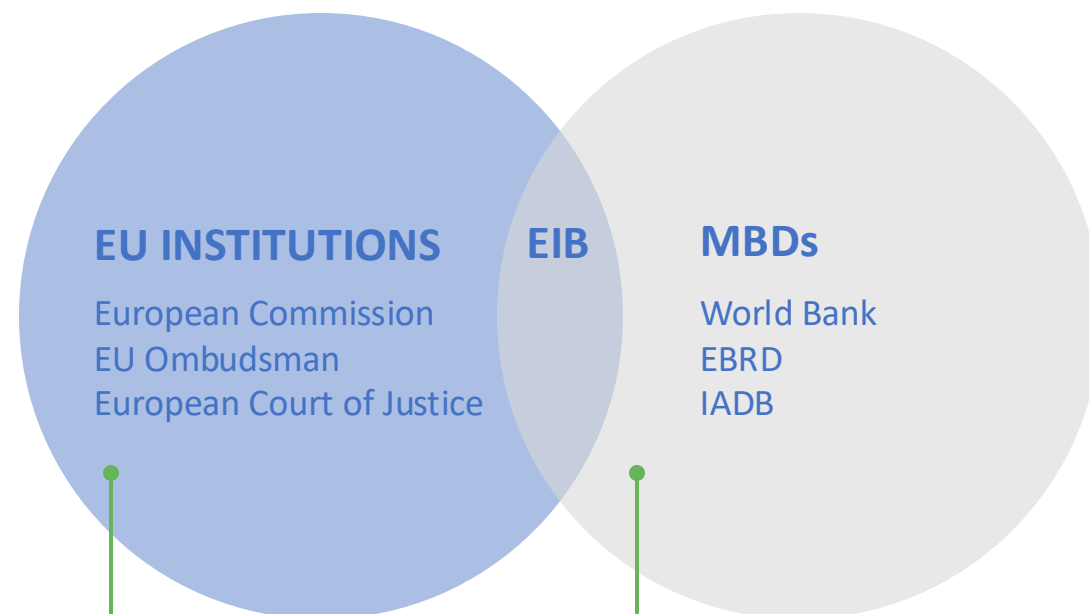 EU INSTITUTIONS
European Commission
EU Ombudsman
European Court of Justice
EIB
MBDs
World Bank
EBRD
IADB